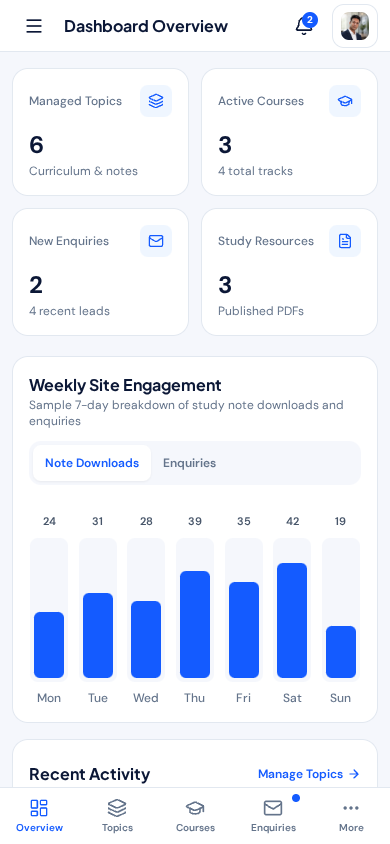 Dashboard Overview
2
Managed Topics
6
Curriculum & notes
Active Courses
3
4 total tracks
New Enquiries
2
4 recent leads
Study Resources
3
Published PDFs
Weekly Site Engagement
Sample 7-day breakdown of study note downloads and
enquiries
Note Downloads Enquiries
24 31 28 39 35 42 19
Mon Tue Wed Thu Fri Sat Sun
Recent Activity Manage Topics →
Overview Topics Courses Enquiries More